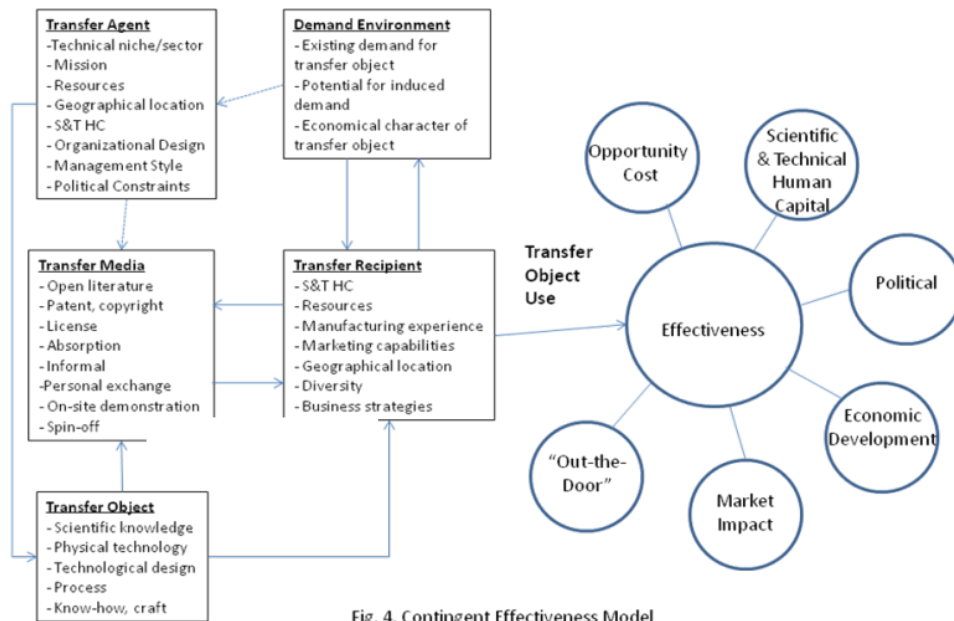 Transfer Agent
-Technical niche/sector
- Mission
- Resources
- Geographical location
- S&T HC
- Organizational Design
- Management Style
- Political Constraints
Demand Environment
- Existing demand for
transfer object
- Potential for induced
demand
- Economical character of
transfer object
Transfer Media
- Open literature
- Patent, copyright
- License
- Absorption
- Informal
-Personal exchange
- On-site demonstration
- Spin-off
Transfer Recipient
- S&T HC
- Resources
- Manufacturing experience
- Marketing capabilities
- Geographical location
- Diversity
- Business strategies
Transfer Object
- Scientific knowledge
- Physical technology
- Technological design
- Process
- Know-how, craft
Transfer
Object
Use
Effectiveness
Opportunity
Cost
Scientific
& Technical
Human
Capital
Political
Economic
Development
Market
Impact
“Out-the-
Door”
Fig. 4. Contingent Effectiveness Model